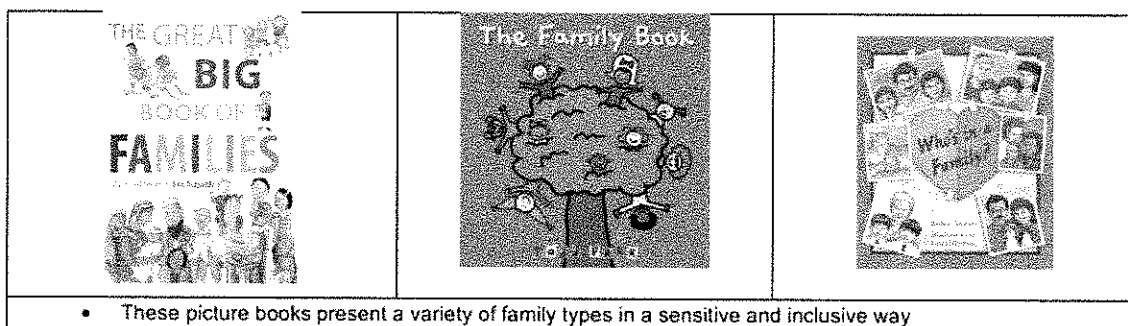 THE GREAT
BIG
BOOK OF
FAMILIES
The Family Book
Who's in a
Family?
• These picture books present a variety of family types in a sensitive and inclusive way